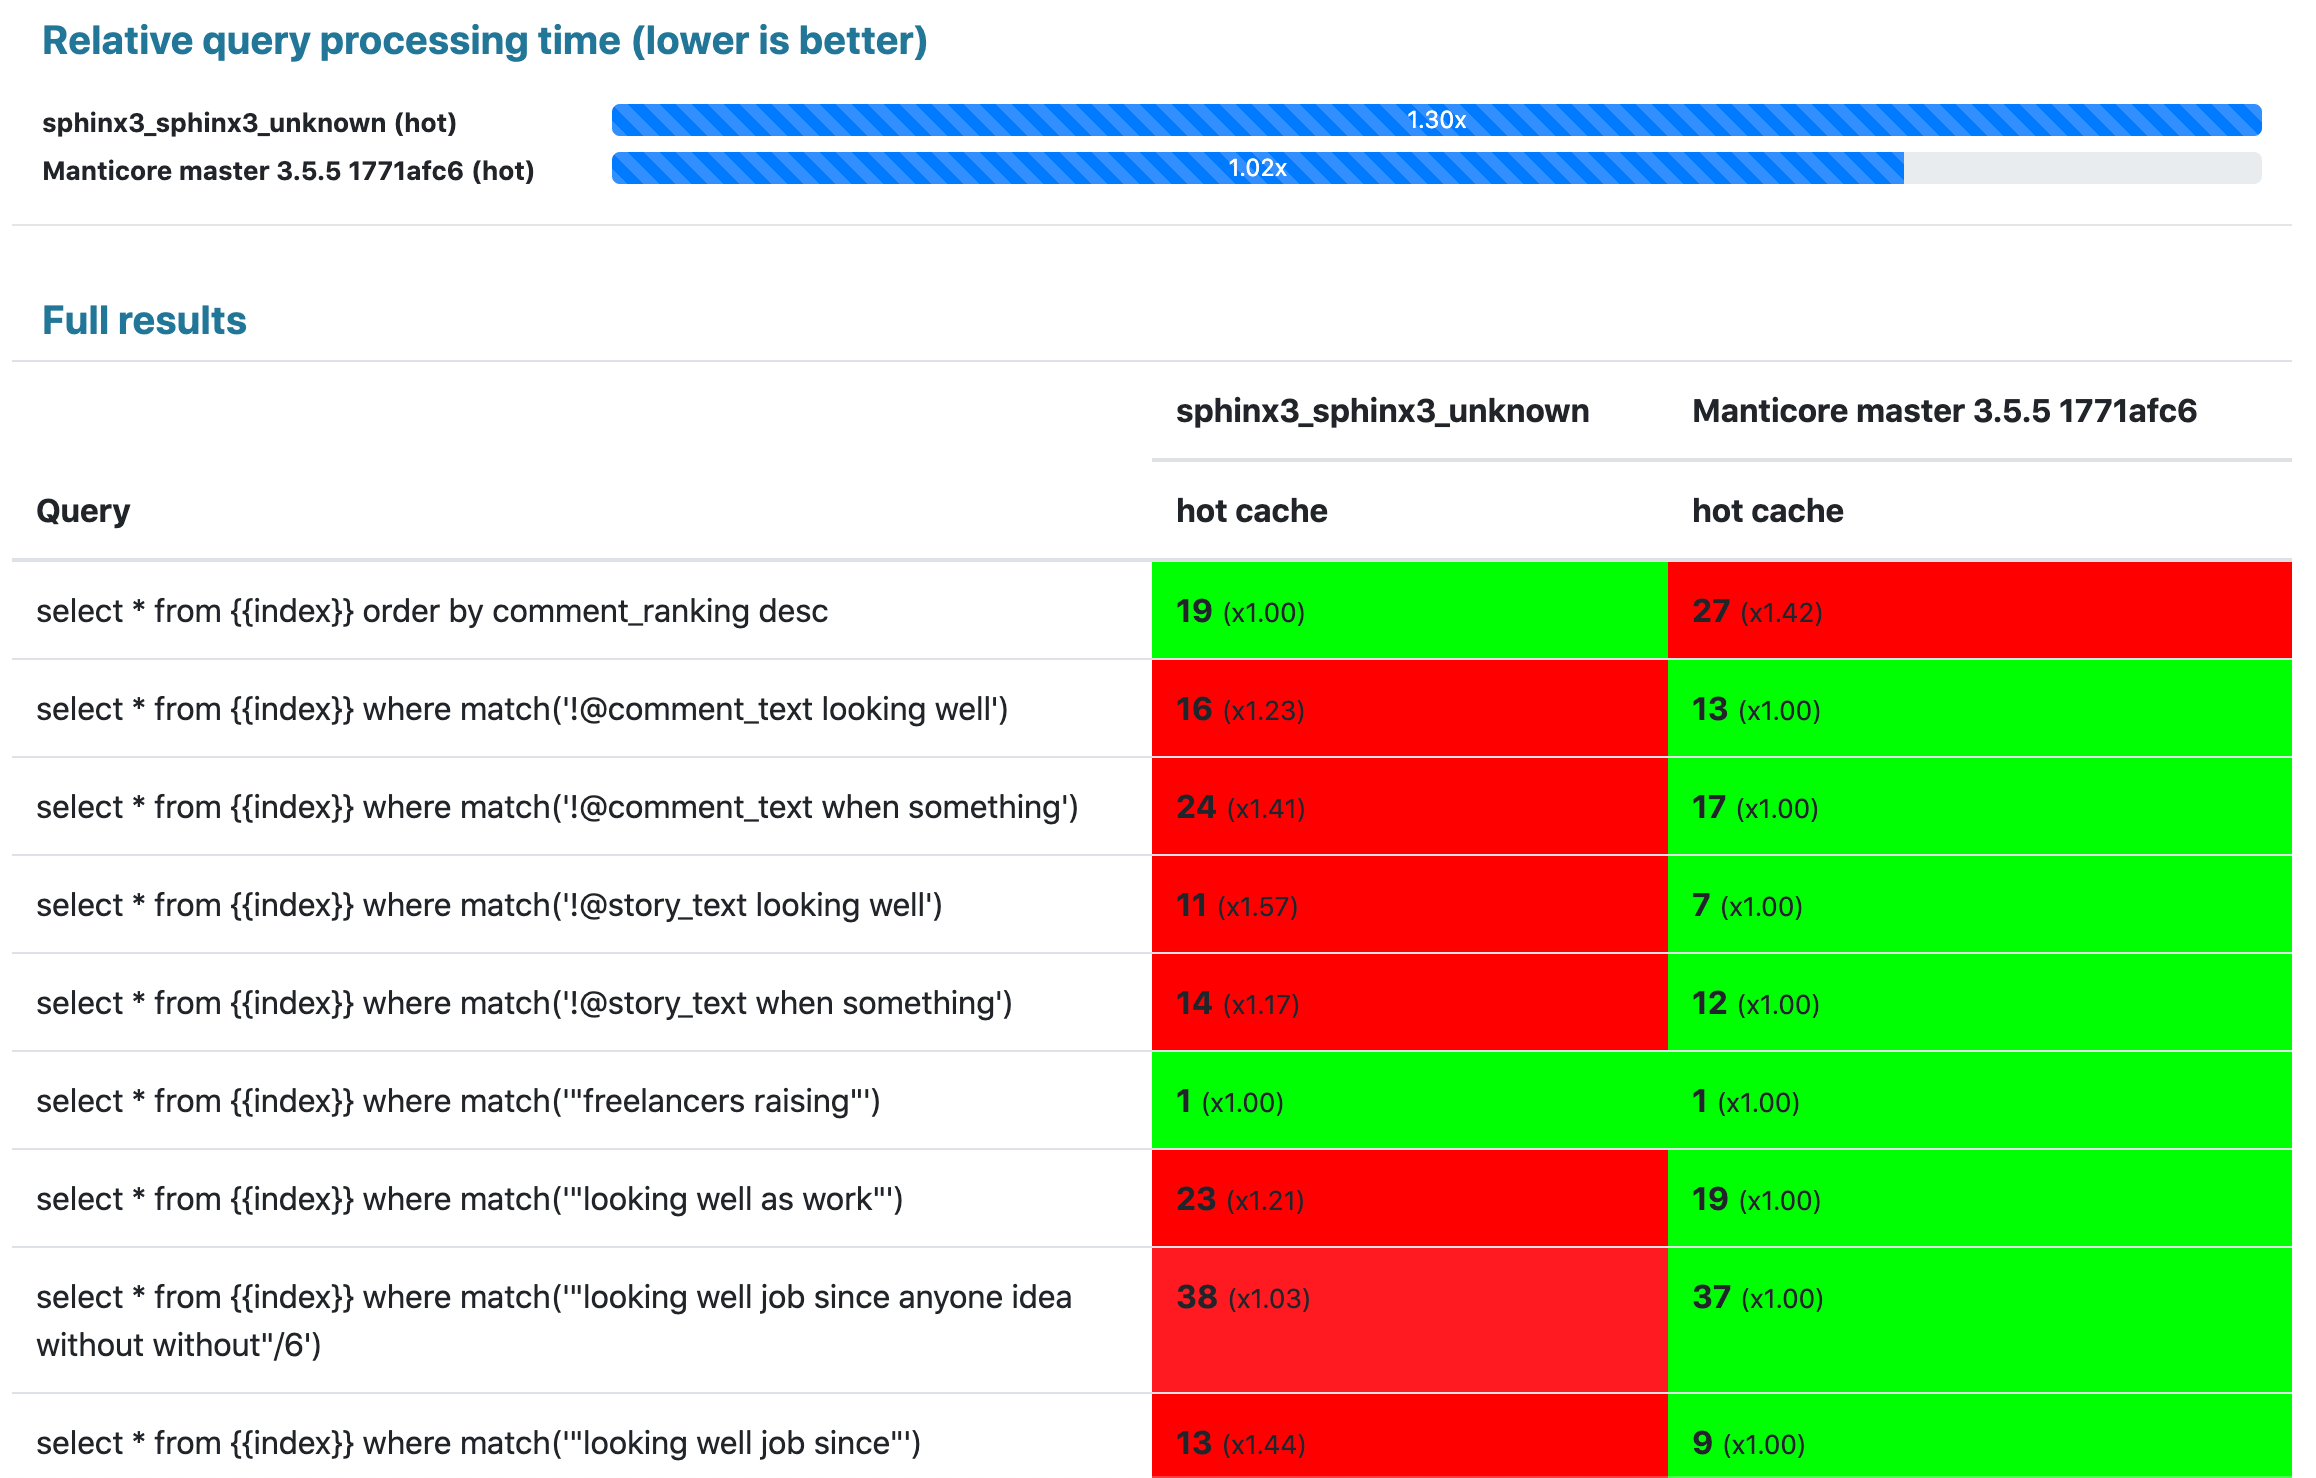 Relative query processing time (lower is better)
sphinx3_sphinx3_unknown (hot) 1.30x
Manticore master 3.5.5 1771afc6 (hot) 1.02x
Full results
sphinx3_sphinx3_unknown Manticore master 3.5.5 1771afc6
Query hot cache hot cache
select * from {{index}} order by comment_ranking desc 19 (x1.00) 27 (x1.42)
select * from {{index}} where match('!@comment_text looking well') 16 (x1.23) 13 (x1.00)
select * from {{index}} where match('!@comment_text when something') 24 (x1.41) 17 (x1.00)
select * from {{index}} where match('!@story_text looking well') 11 (x1.57) 7 (x1.00)
select * from {{index}} where match('!@story_text when something') 14 (x1.17) 12 (x1.00)
select * from {{index}} where match('"freelancers raising"') 1 (x1.00) 1 (x1.00)
select * from {{index}} where match('"looking well as work"') 23 (x1.21) 19 (x1.00)
select * from {{index}} where match('"looking well job since anyone idea 38 (x1.03) 37 (x1.00)
without without"/6')
select * from {{index}} where match('"looking well job since"') 13 (x1.44) 9 (x1.00)